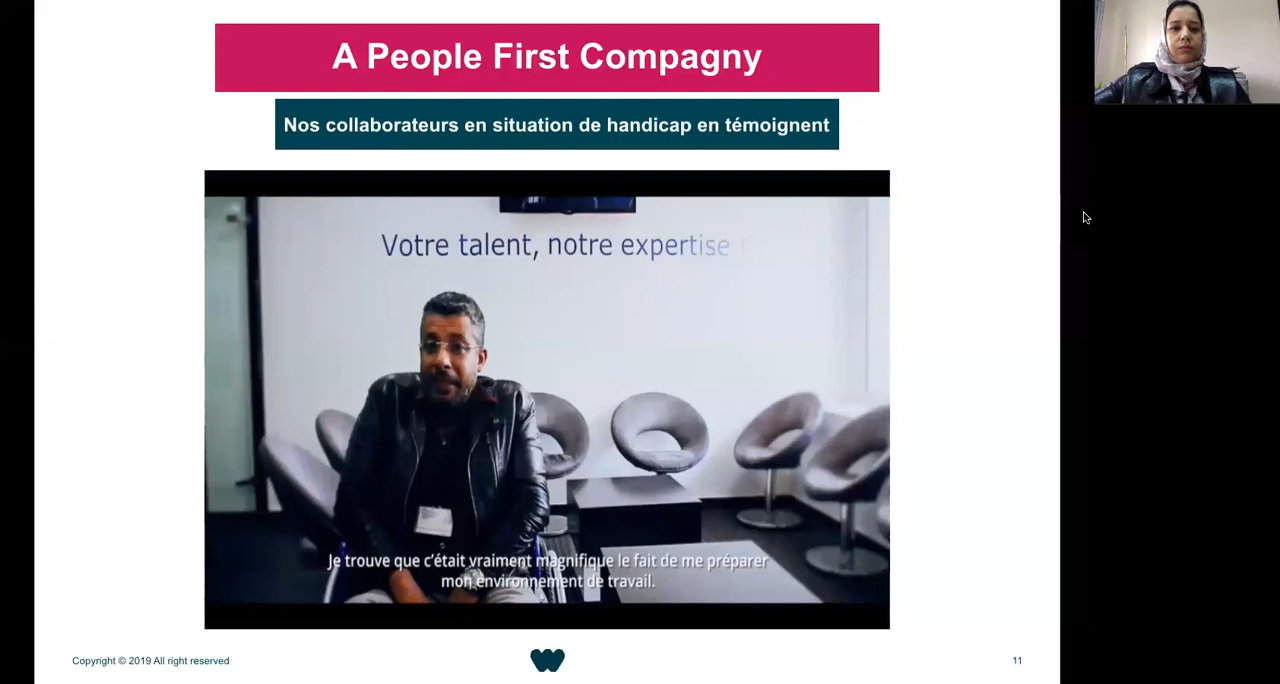 A People First Compagny
Nos collaborateurs en situation de handicap en témoignent
Votre talent, notre expertise !
Je trouve que c’était vraiment magnifique le fait de me préparer
mon environnement de travail.
Copyright © 2019 All right reserved
11